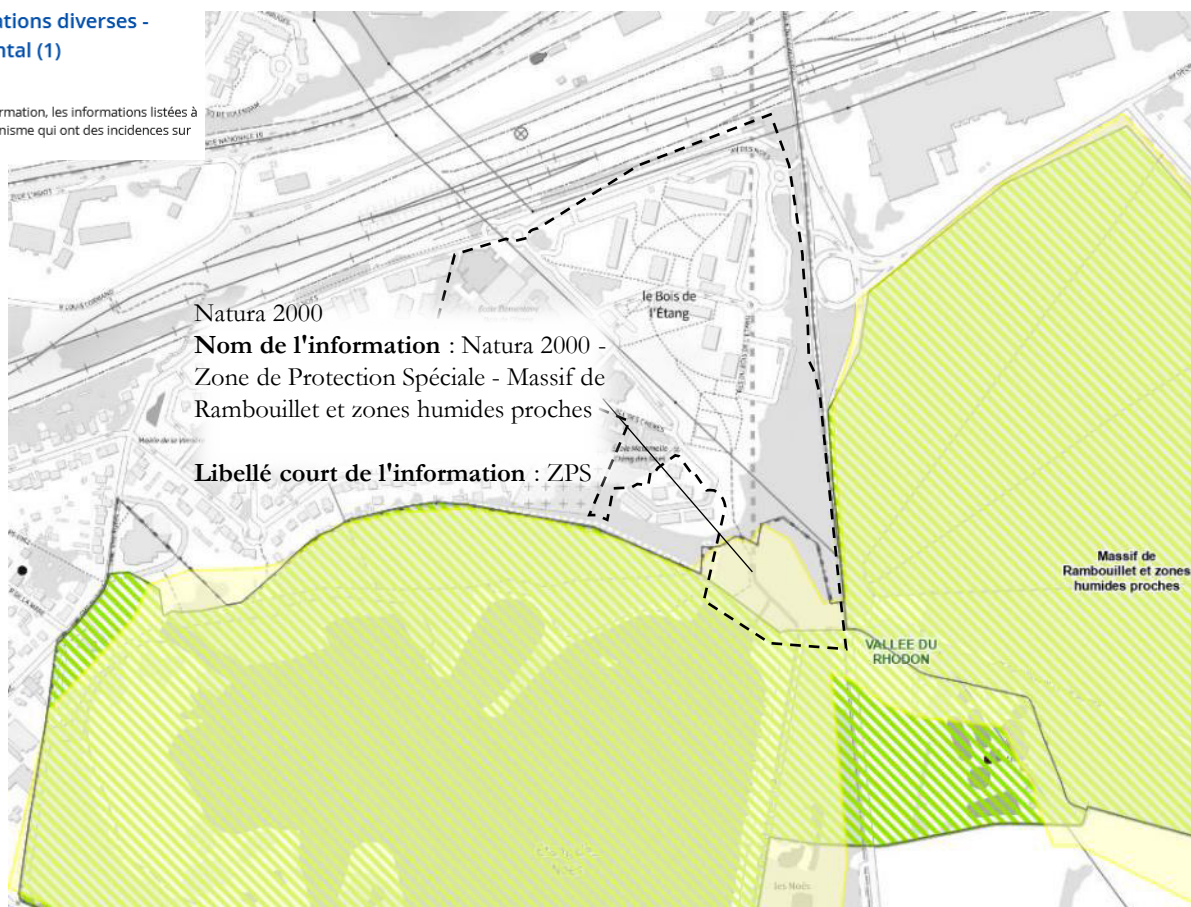 ations diverses -
ntal (1)
rmation, les informations listées à
nisme qui ont des incidences sur
Natura 2000
Nom de l'information : Natura 2000 -
Zone de Protection Spéciale - Massif de
Rambouillet et zones humides proches
Libellé court de l'information : ZPS
le Bois de
l'Étang
Massif de
Rambouillet et zones
humides proches
VALLEE DU
RHODON
les Noës